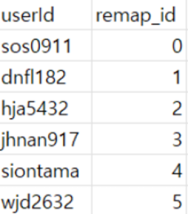 userId remap_id
sos0911 0
dnfl182 1
hja5432 2
jhnan917 3
siontama 4
wjd2632 5